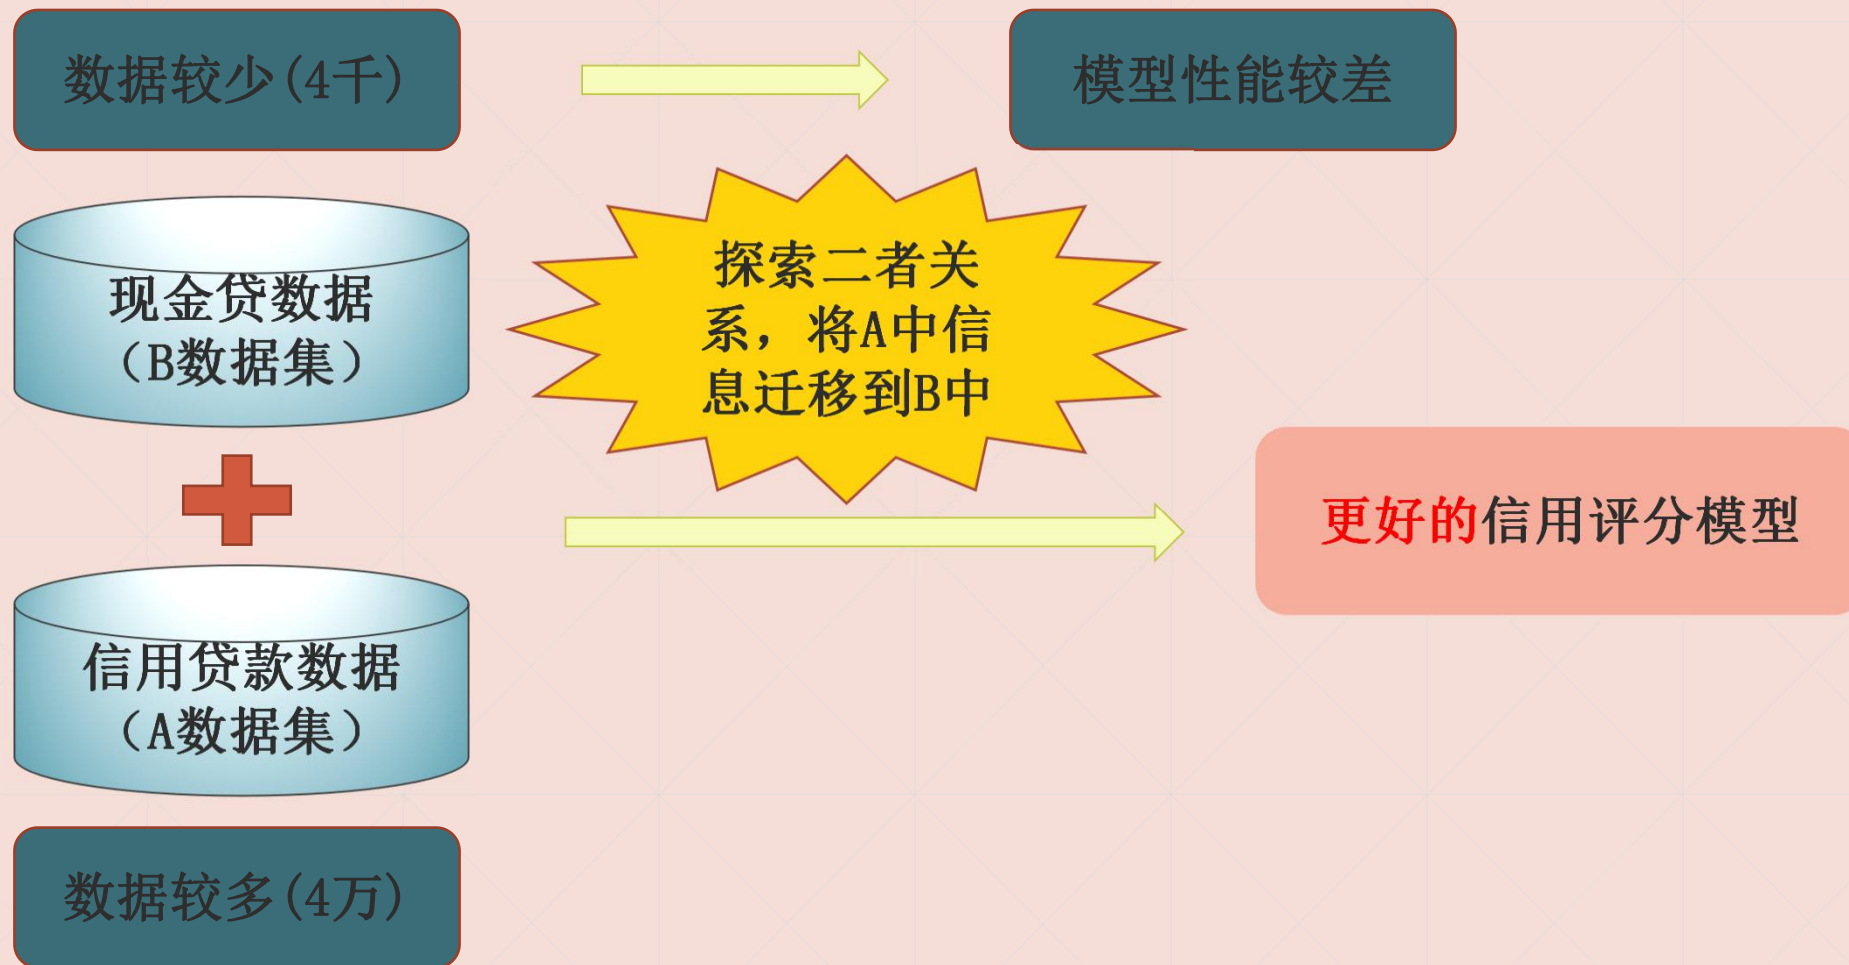 数据较少(4千)
模型性能较差
现金贷数据
（B数据集）
探索二者关
系，将A中信
息迁移到B中
更好的信用评分模型
信用贷款数据
（A数据集）
数据较多(4万)